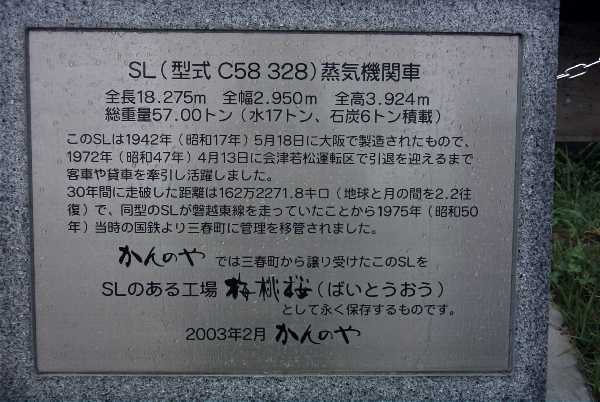 SL(型式 C58 328)蒸気機関車
全長18.275m 全幅2.950m 全高3.924m
総重量57.00トン(水17トン、石炭6トン積載)
このSLは1942年(昭和17年)5月18日に大阪で製造されたもので、
1972年(昭和47年)4月13日に会津若松運転区で引退を迎えるまで
客車や貨車を牽引し活躍しました。
30年間に走破した距離は162万2271.8キロ(地球と月の間を2.2往
復)で、同型のSLが磐越東線を走っていたことから1975年(昭和50
年)当時の国鉄より三春町に管理を移管されました。
かんのや では三春町から譲り受けたこのSLを
SLのある工場 梅桃桜(ばいとうおう)
として永く保存するものです。
2003年2月 かんのや